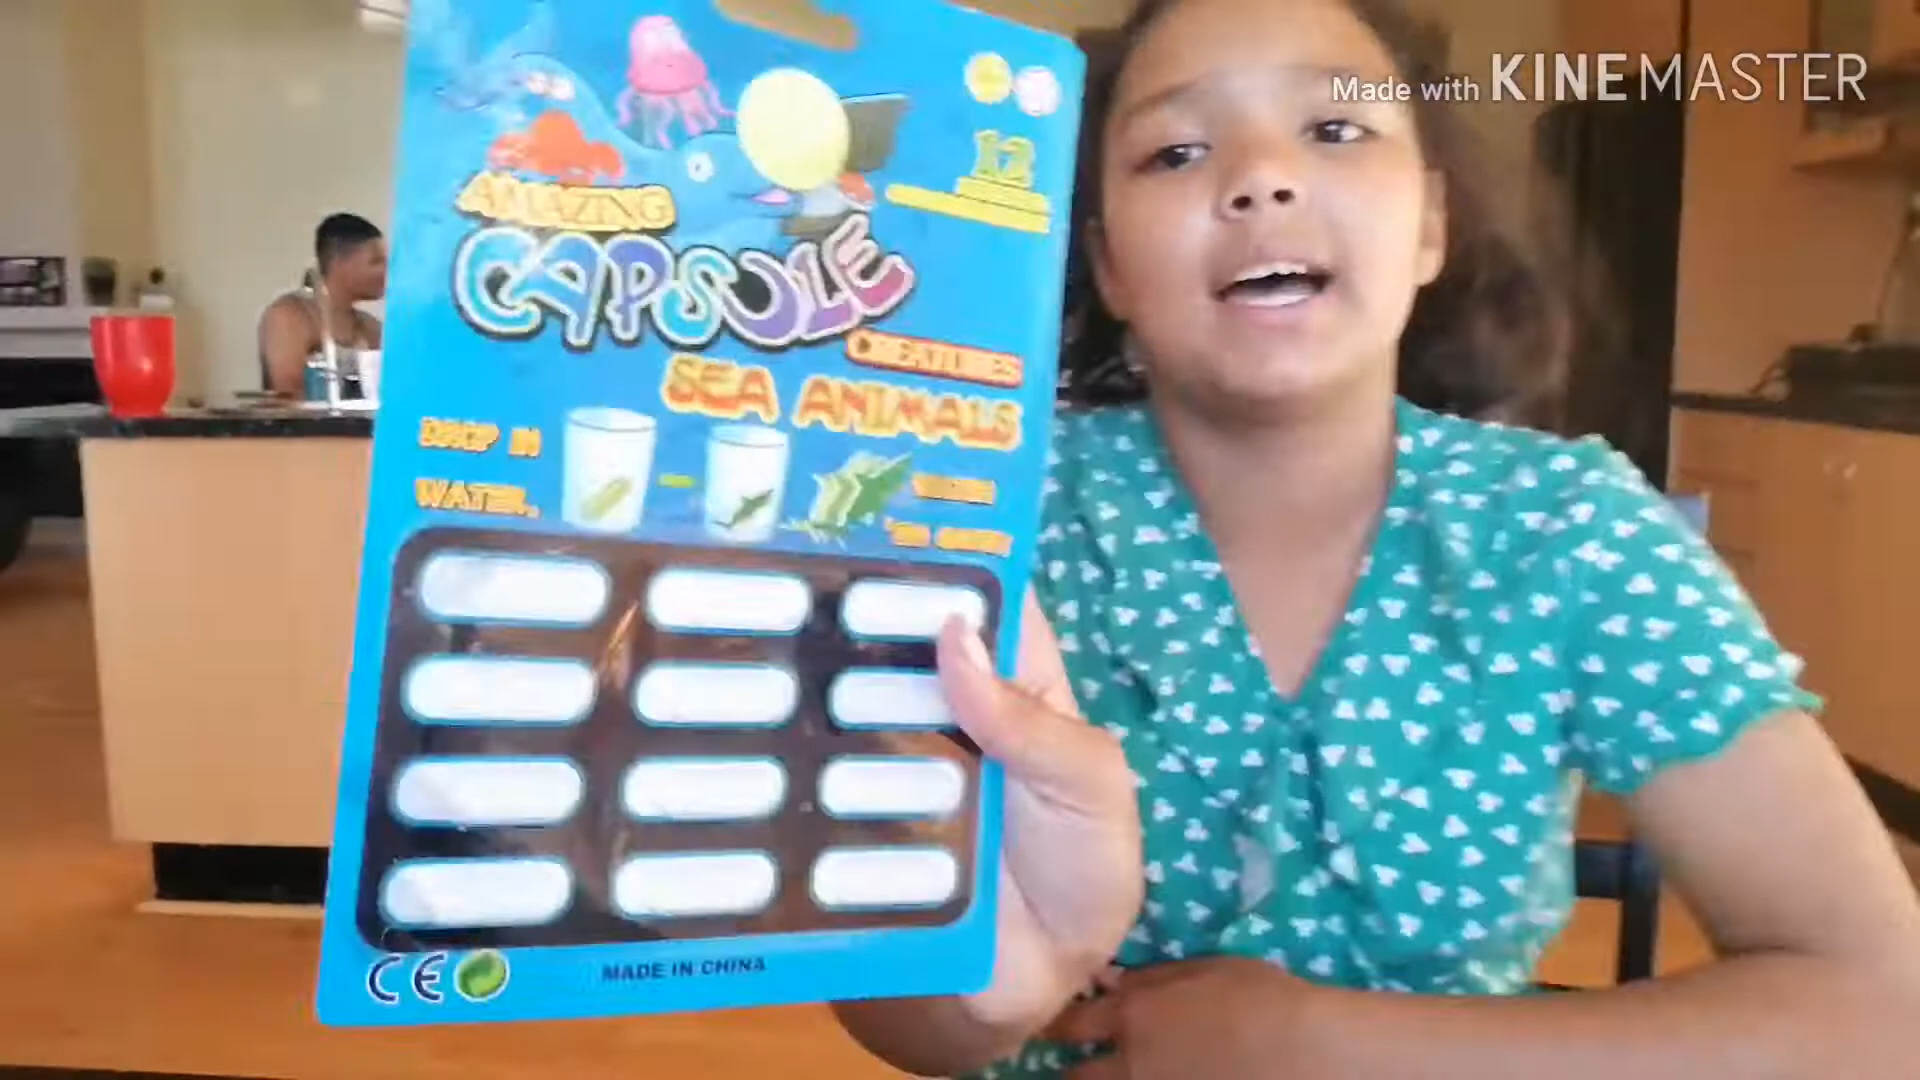 Made with KINEMASTER
12
AMAZING
CAPSULE
CREATURES
SEA ANIMALS
DROP IN
WATER.
CE
MADE IN CHINA